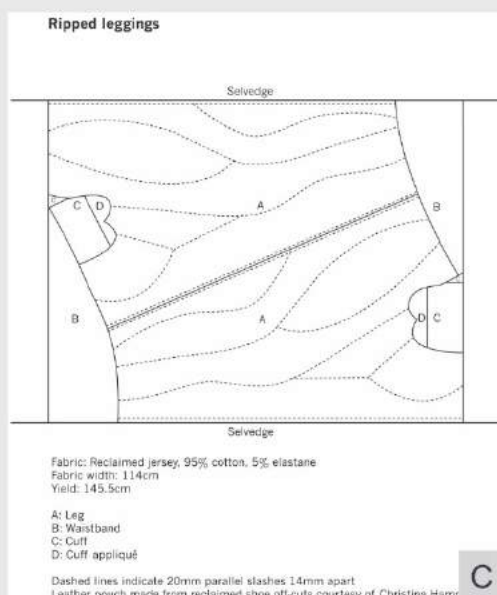 Ripped leggings
Selvedge
A
B
C D
C
A
B
D C
Selvedge
Fabric: Reclaimed jersey, 95% cotton, 5% elastane
Fabric width: 114cm
Yield: 145.5cm
A: Leg
B: Waistband
C: Cuff
D: Cuff appliqué
Dashed lines indicate 20mm parallel slashes 14mm apart
Leather pouch made from reclaimed shoe off-cuts courtesy of Christine
C